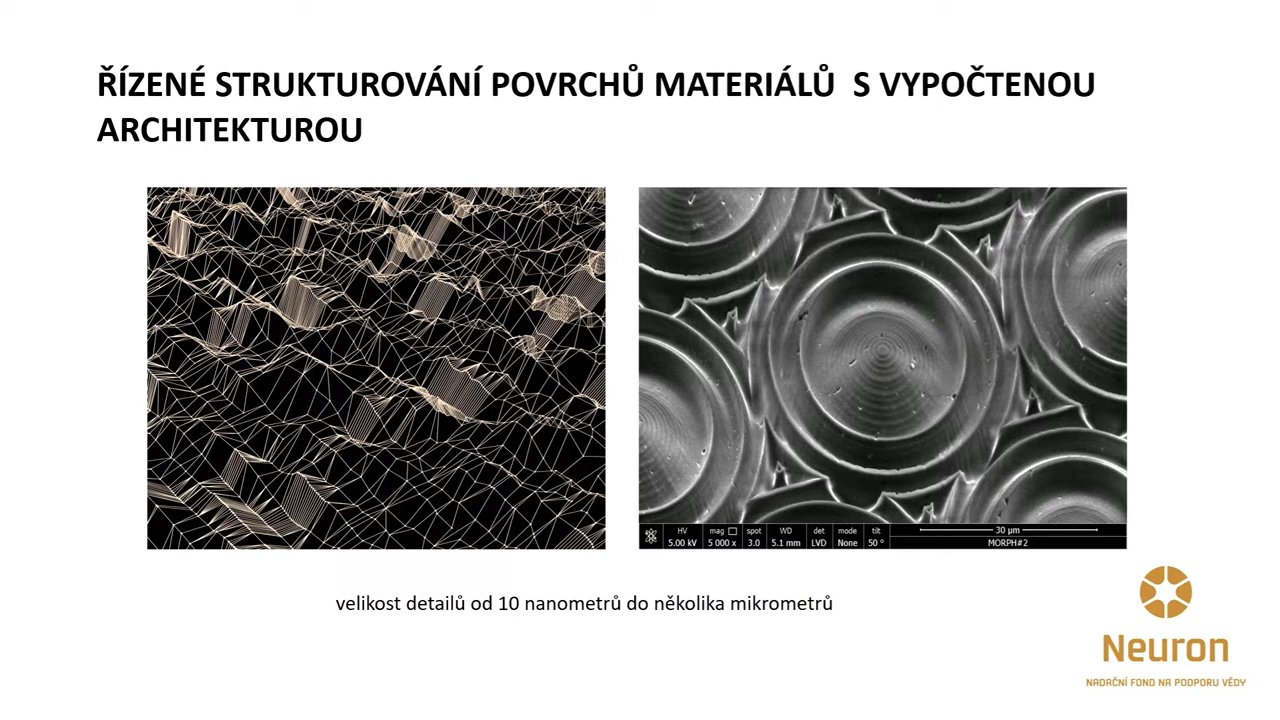 ŘÍZENÉ STRUKTUROVÁNÍ POVRCHŮ MATERIÁLŮ S VYPOČTENOU
ARCHITEKTUROU
HV mag spot WD det mode tilt 30 µm
5.00 kV 5 000 x 3.0 5.1 mm LVD None 50 ° MORPH#2
velikost detailů od 10 nanometrů do několika mikrometrů
Neuron
NADAČNÍ FOND NA PODPORU VĚDY